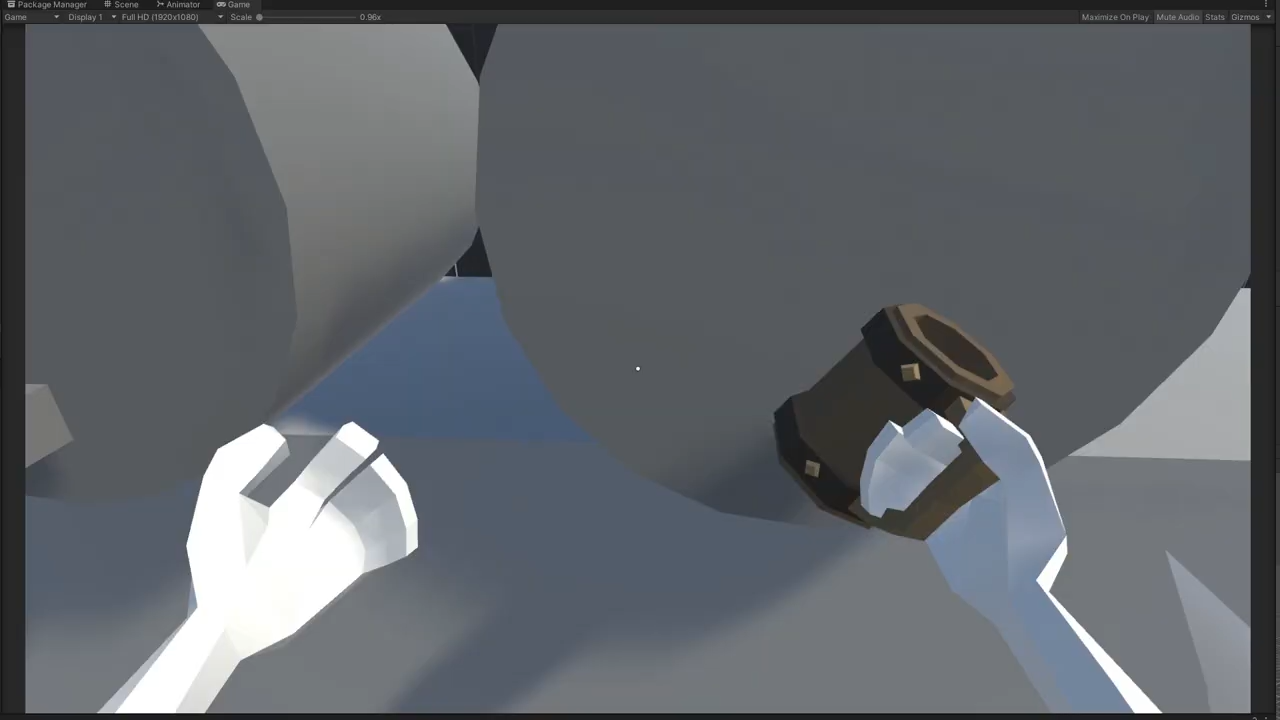 Package Manager Scene Animator Game
Game Display 1 Full HD (1920x1080) Scale 0.96x Maximize On Play Mute Audio Stats Gizmos